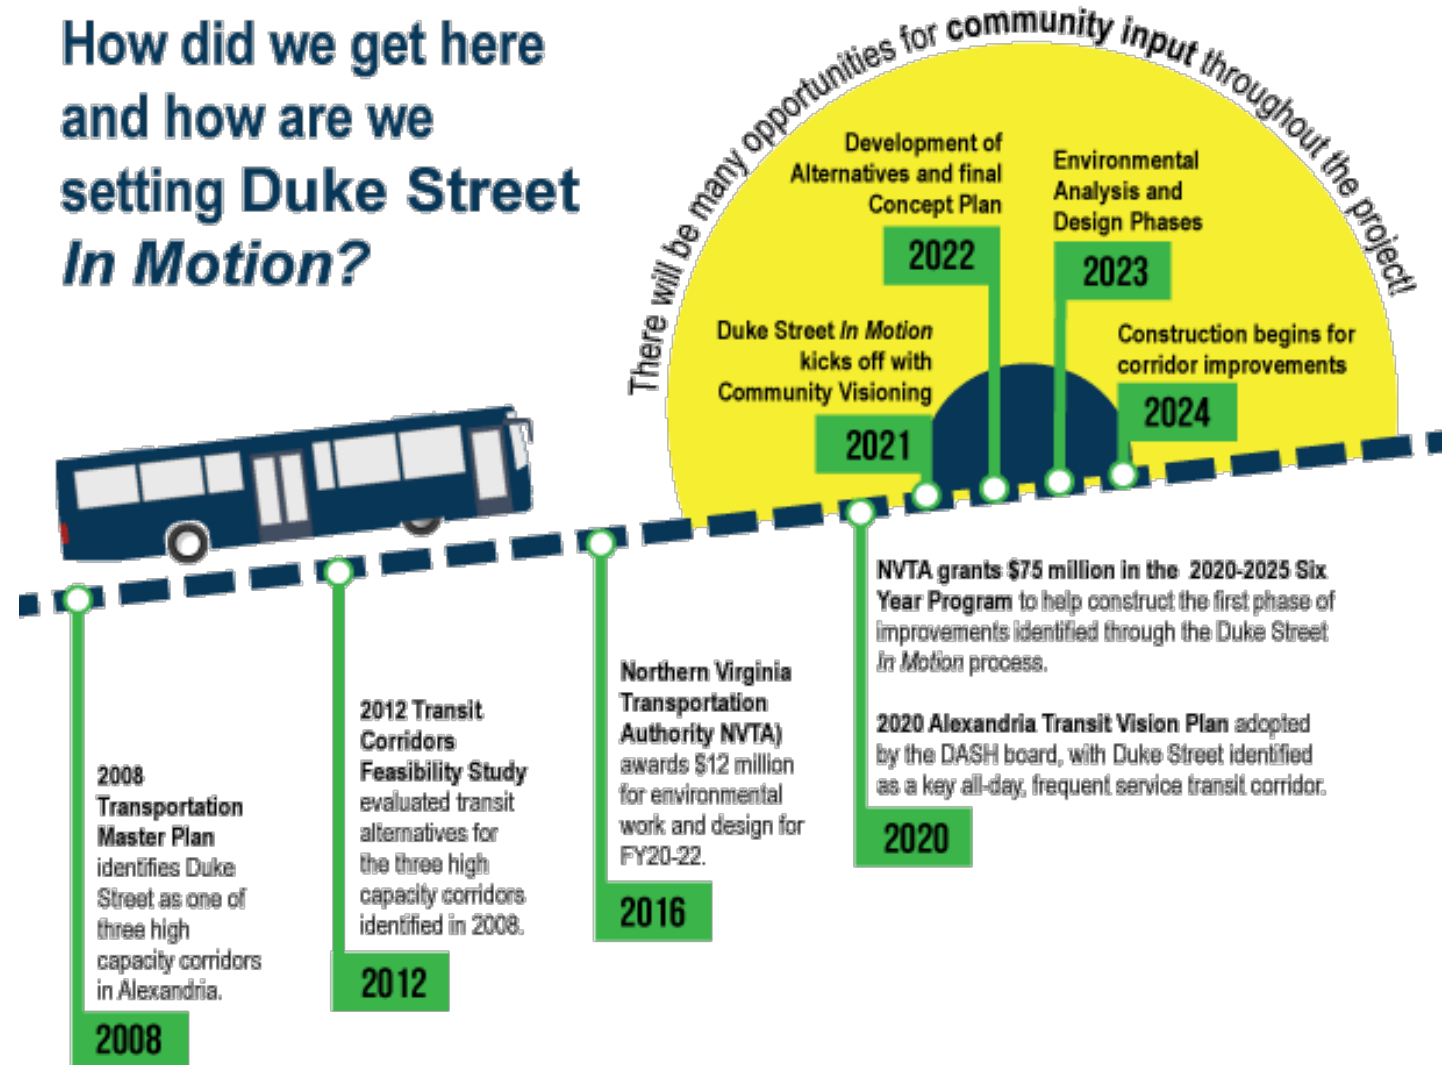 How did we get here
and how are we
setting Duke Street
In Motion?
There will be many opportunities for community input throughout the project!
Development of
Alternatives and final
Concept Plan
2022
Environmental
Analysis and
Design Phases
2023
Duke Street In Motion
kicks off with
Community Visioning
2021
Construction begins for
corridor improvements
2024
2008
Transportation
Master Plan
identifies Duke
Street as one of
three high
capacity corridors
in Alexandria.
2008
2012 Transit
Corridors
Feasibility Study
evaluated transit
alternatives for
the three high
capacity corridors
identified in 2008.
2012
Northern Virginia
Transportation
Authority NVTA)
awards $12 million
for environmental
work and design for
FY20-22.
2016
NVTA grants $75 million in the 2020-2025 Six
Year Program to help construct the first phase of
improvements identified through the Duke Street
In Motion process.
2020 Alexandria Transit Vision Plan adopted
by the DASH board, with Duke Street identified
as a key all-day, frequent service transit corridor.
2020